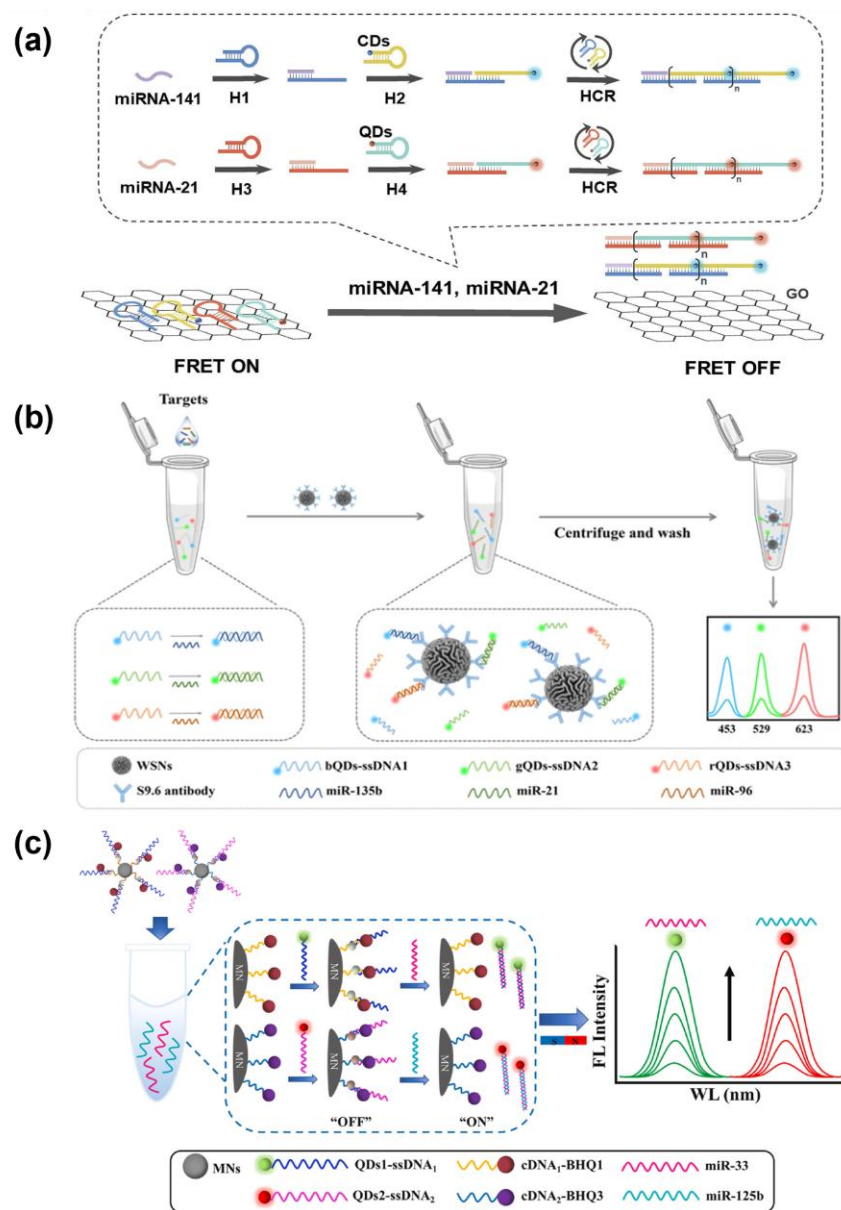 (a)
CDs
miRNA-141 H1 H2 HCR n
QDs
miRNA-21 H3 H4 HCR n
n
miRNA-141, miRNA-21 n GO
FRET ON FRET OFF
(b)
Targets
Centrifuge and wash
453 529 623
WSNs bQDs-ssDNA1 gQDs-ssDNA2 rQDs-ssDNA3
S9.6 antibody miR-135b miR-21 miR-96
(c)
MN MN MN
MN MN MN
"OFF" "ON"
S N
FL Intensity
WL (nm)
MNs QDs1-ssDNA₁ cDNA₁-BHQ1 miR-33
QDs2-ssDNA₂ cDNA₂-BHQ3 miR-125b